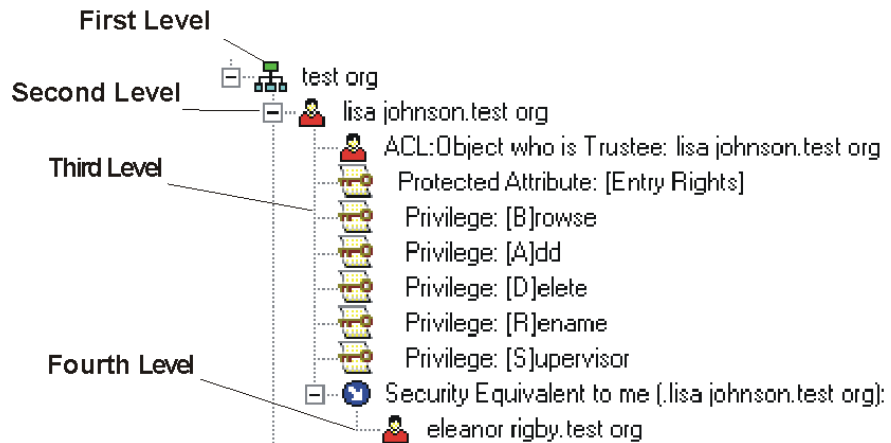 First Level
test org
Second Level
lisa johnson.test org
ACL:Object who is Trustee: lisa johnson.test org
Third Level
Protected Attribute: [Entry Rights]
Privilege: [B]rowse
Privilege: [A]dd
Privilege: [D]elete
Privilege: [R]ename
Privilege: [S]upervisor
Fourth Level
Security Equivalent to me (.lisa johnson.test org):
eleanor rigby.test org